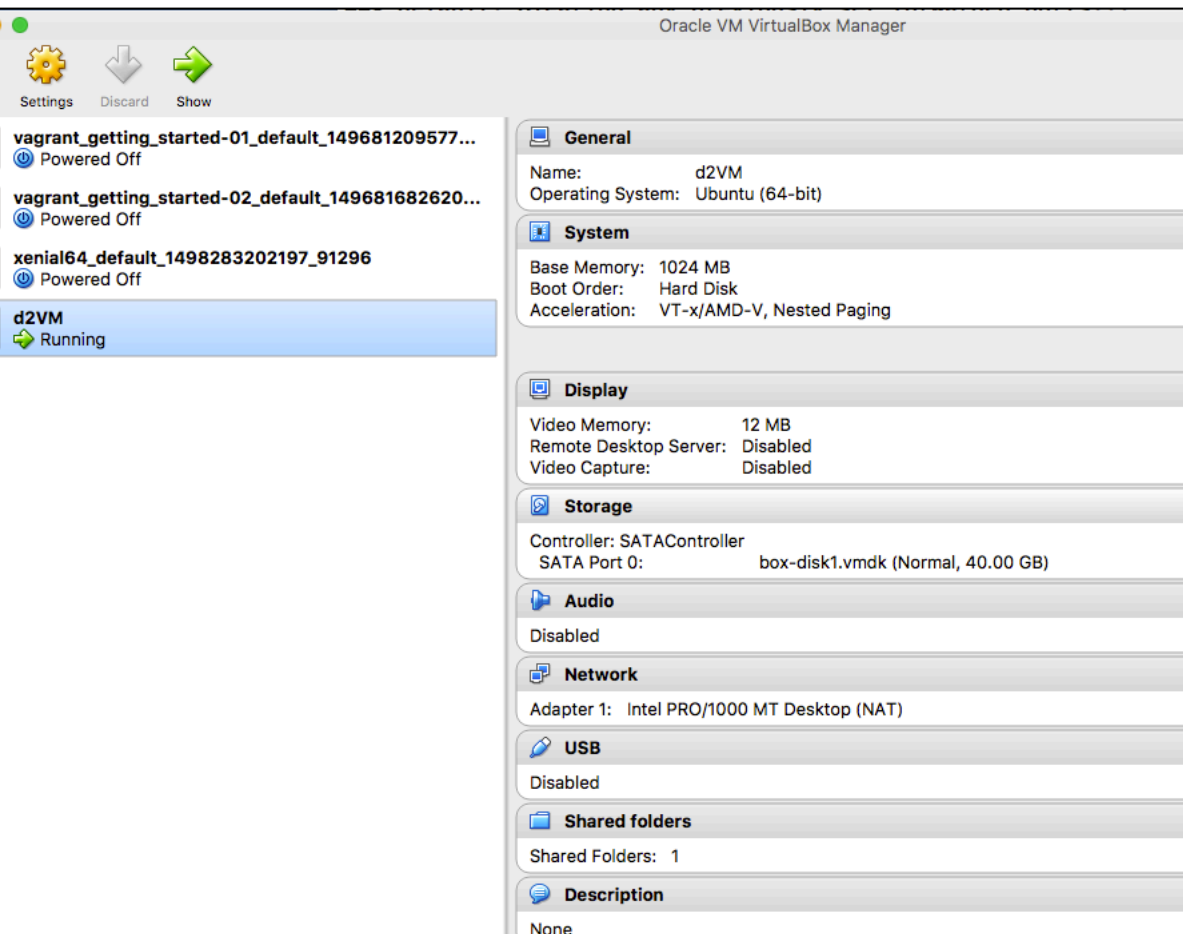 Oracle VM VirtualBox Manager
Settings Discard Show
vagrant_getting_started-01_default_149681209577...
Powered Off
vagrant_getting_started-02_default_149681682620...
Powered Off
xenial64_default_1498283202197_91296
Powered Off
d2VM
Running
General
Name: d2VM
Operating System: Ubuntu (64-bit)
System
Base Memory: 1024 MB
Boot Order: Hard Disk
Acceleration: VT-x/AMD-V, Nested Paging
Display
Video Memory: 12 MB
Remote Desktop Server: Disabled
Video Capture: Disabled
Storage
Controller: SATAController
SATA Port 0: box-disk1.vmdk (Normal, 40.00 GB)
Audio
Disabled
Network
Adapter 1: Intel PRO/1000 MT Desktop (NAT)
USB
Disabled
Shared folders
Shared Folders: 1
Description
None